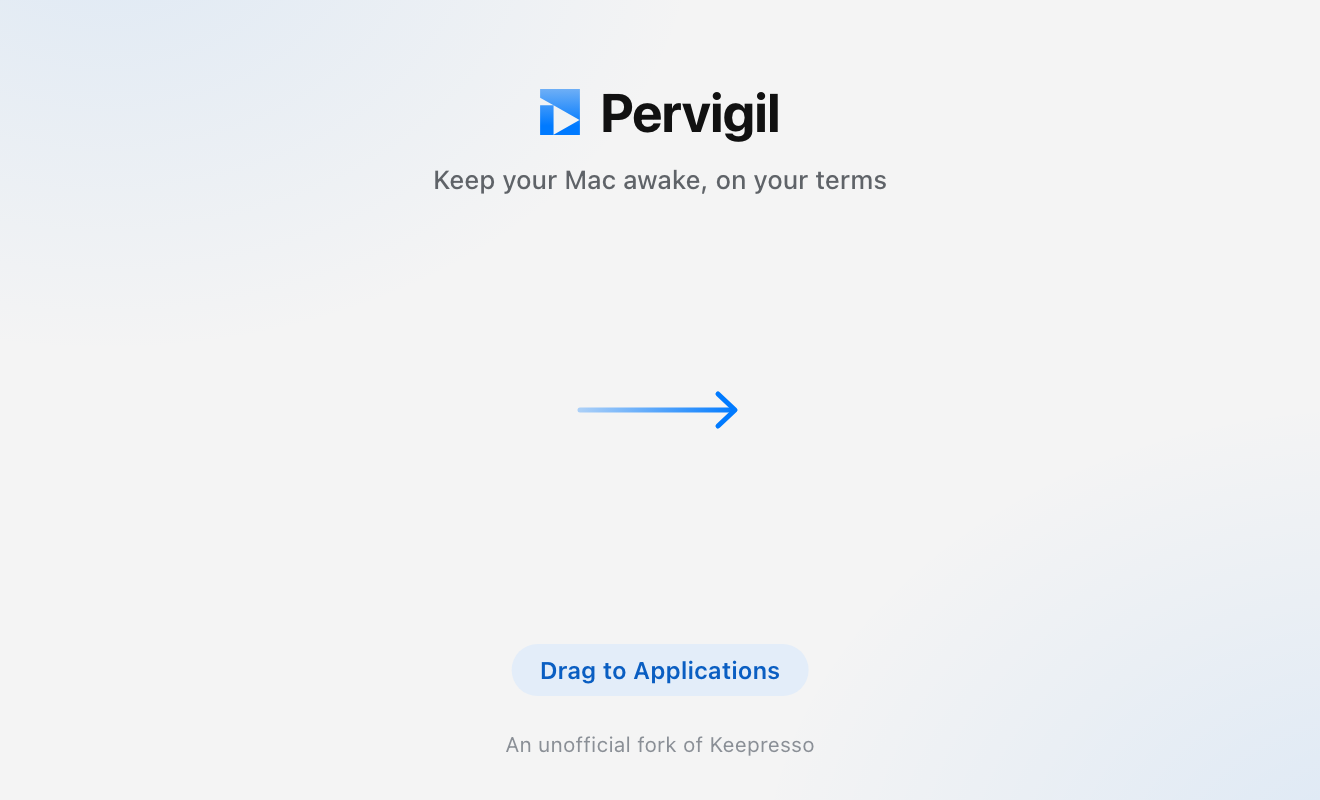 Pervigil
Keep your Mac awake, on your terms
Drag to Applications
An unofficial fork of Keepresso